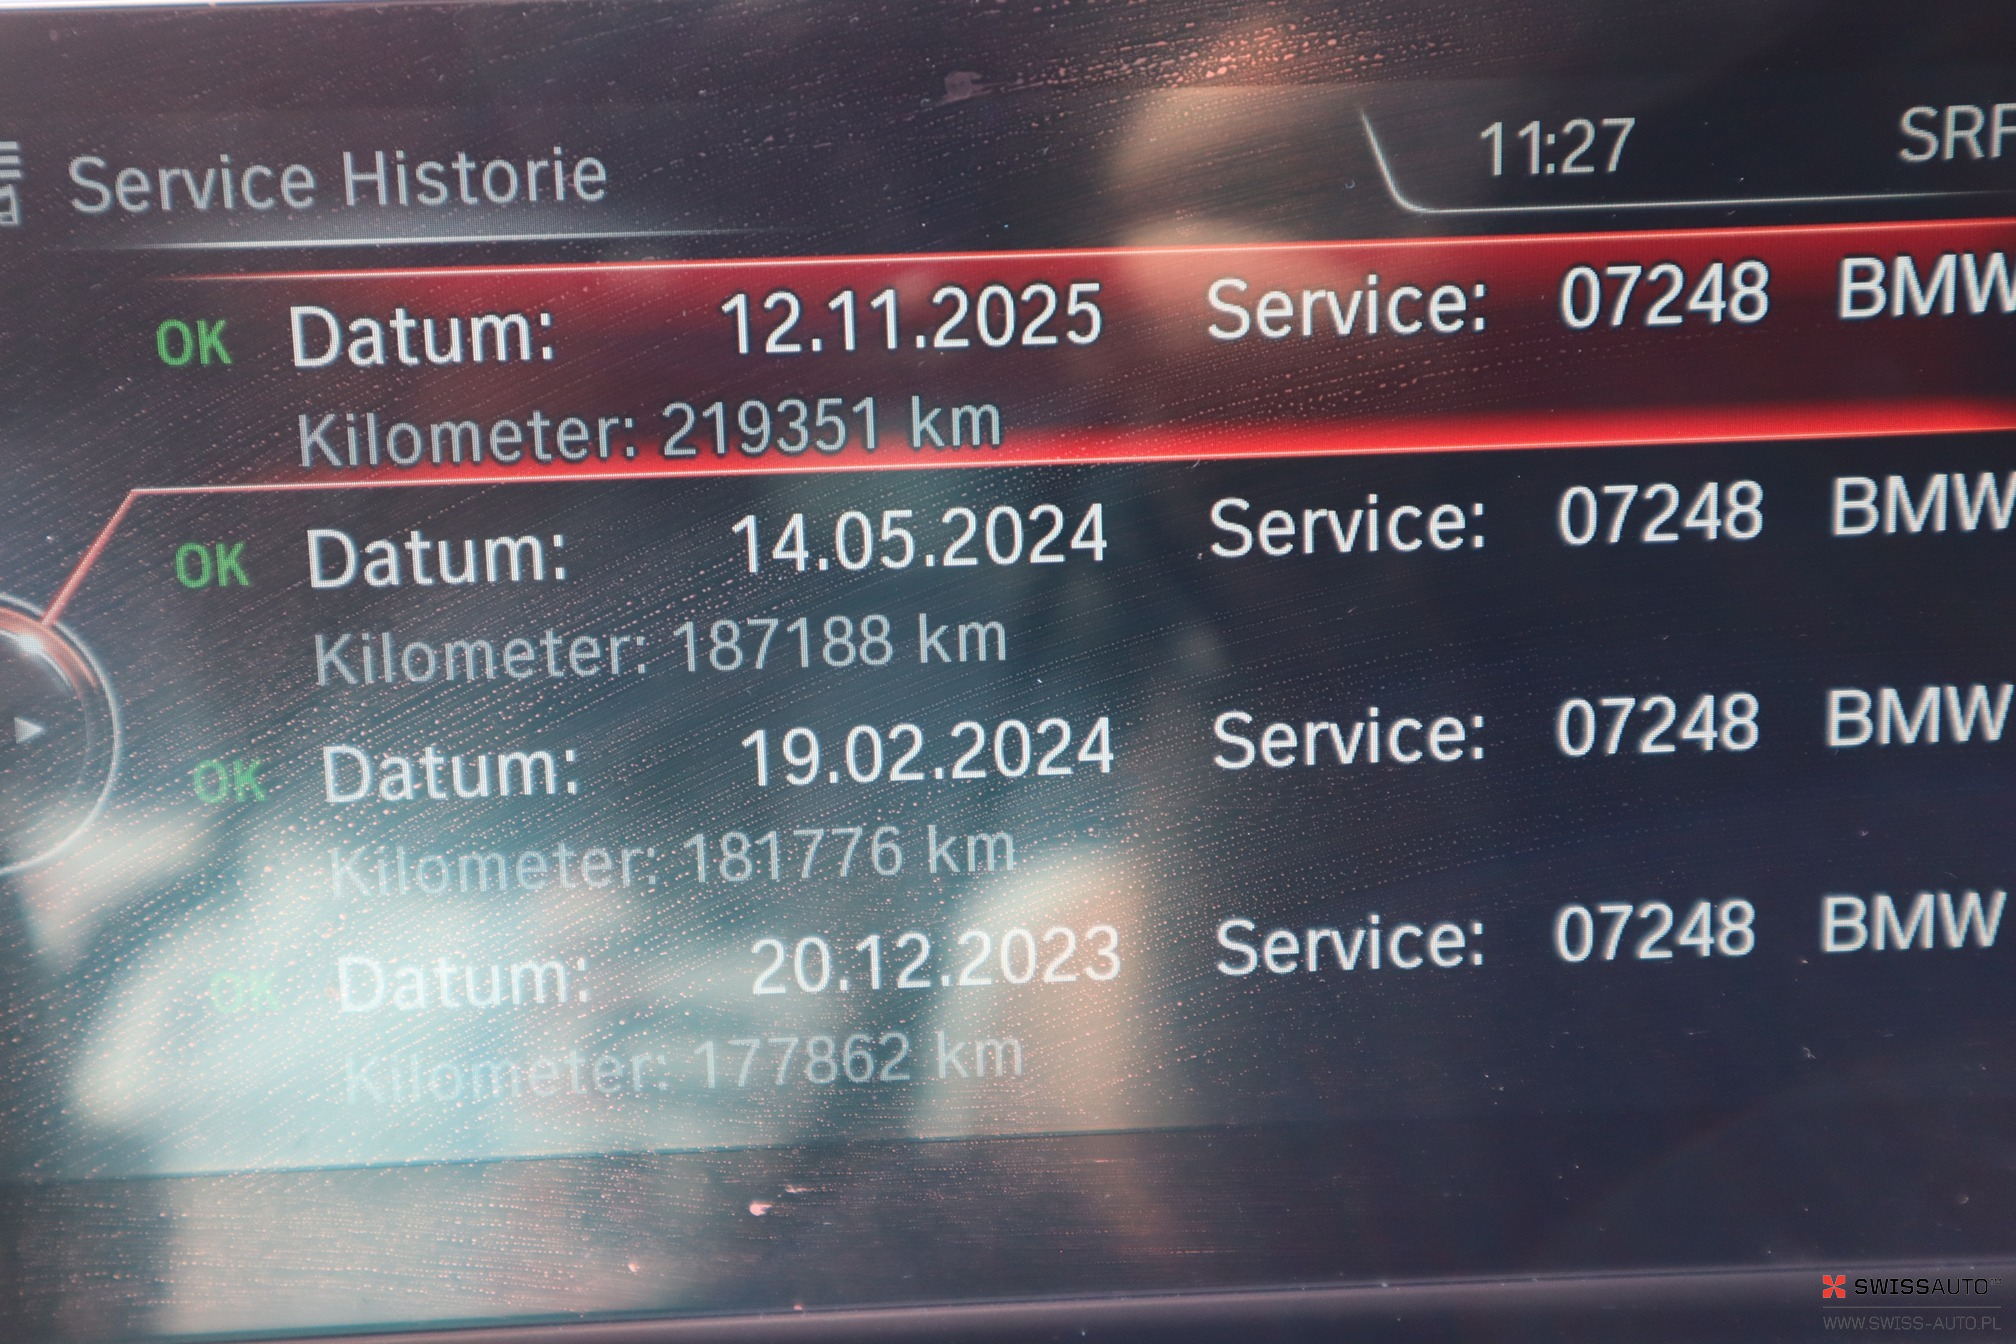 Service Historie 11:27 SRF
OK Datum: 12.11.2025 Service: 07248 BMW
Kilometer: 219351 km
OK Datum: 14.05.2024 Service: 07248 BMW
Kilometer: 187188 km
OK Datum: 19.02.2024 Service: 07248 BMW
Kilometer: 181776 km
OK Datum: 20.12.2023 Service: 07248 BMW
Kilometer: 177862 km
SWISSAUTO
WWW.SWISS-AUTO.PL